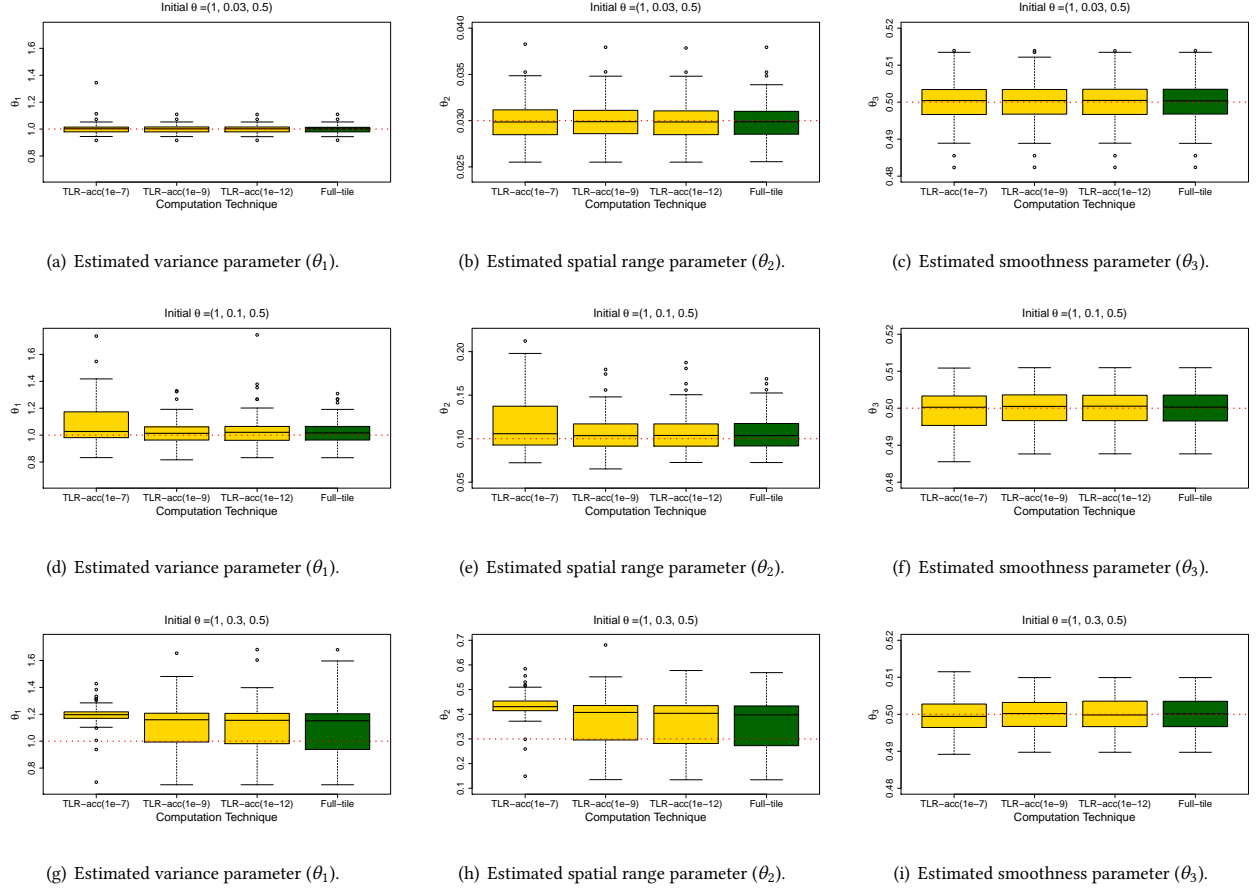 Initial θ =(1, 0.03, 0.5)
Initial θ =(1, 0.03, 0.5)
Initial θ =(1, 0.03, 0.5)
θ1
1.6
1.4
1.2
1.0
0.8
TLR−acc(1e−7) TLR−acc(1e−9) TLR−acc(1e−12) Full−tile
Computation Technique
θ2
0.040
0.035
0.030
0.025
TLR−acc(1e−7) TLR−acc(1e−9) TLR−acc(1e−12) Full−tile
Computation Technique
θ3
0.52
0.51
0.50
0.49
0.48
TLR−acc(1e−7) TLR−acc(1e−9) TLR−acc(1e−12) Full−tile
Computation Technique
(a) Estimated variance parameter (θ1).
(b) Estimated spatial range parameter (θ2).
(c) Estimated smoothness parameter (θ3).
Initial θ =(1, 0.1, 0.5)
Initial θ =(1, 0.1, 0.5)
Initial θ =(1, 0.1, 0.5)
θ1
1.6
1.4
1.2
1.0
0.8
TLR−acc(1e−7) TLR−acc(1e−9) TLR−acc(1e−12) Full−tile
Computation Technique
θ2
0.20
0.15
0.10
0.05
TLR−acc(1e−7) TLR−acc(1e−9) TLR−acc(1e−12) Full−tile
Computation Technique
θ3
0.52
0.51
0.50
0.49
0.48
TLR−acc(1e−7) TLR−acc(1e−9) TLR−acc(1e−12) Full−tile
Computation Technique
(d) Estimated variance parameter (θ1).
(e) Estimated spatial range parameter (θ2).
(f) Estimated smoothness parameter (θ3).
Initial θ =(1, 0.3, 0.5)
Initial θ =(1, 0.3, 0.5)
Initial θ =(1, 0.3, 0.5)
θ1
1.6
1.4
1.2
1.0
0.8
TLR−acc(1e−7) TLR−acc(1e−9) TLR−acc(1e−12) Full−tile
Computation Technique
θ2
0.7
0.6
0.5
0.4
0.3
0.2
0.1
TLR−acc(1e−7) TLR−acc(1e−9) TLR−acc(1e−12) Full−tile
Computation Technique
θ3
0.52
0.51
0.50
0.49
0.48
TLR−acc(1e−7) TLR−acc(1e−9) TLR−acc(1e−12) Full−tile
Computation Technique
(g) Estimated variance parameter (θ1).
(h) Estimated spatial range parameter (θ2).
(i) Estimated smoothness parameter (θ3).